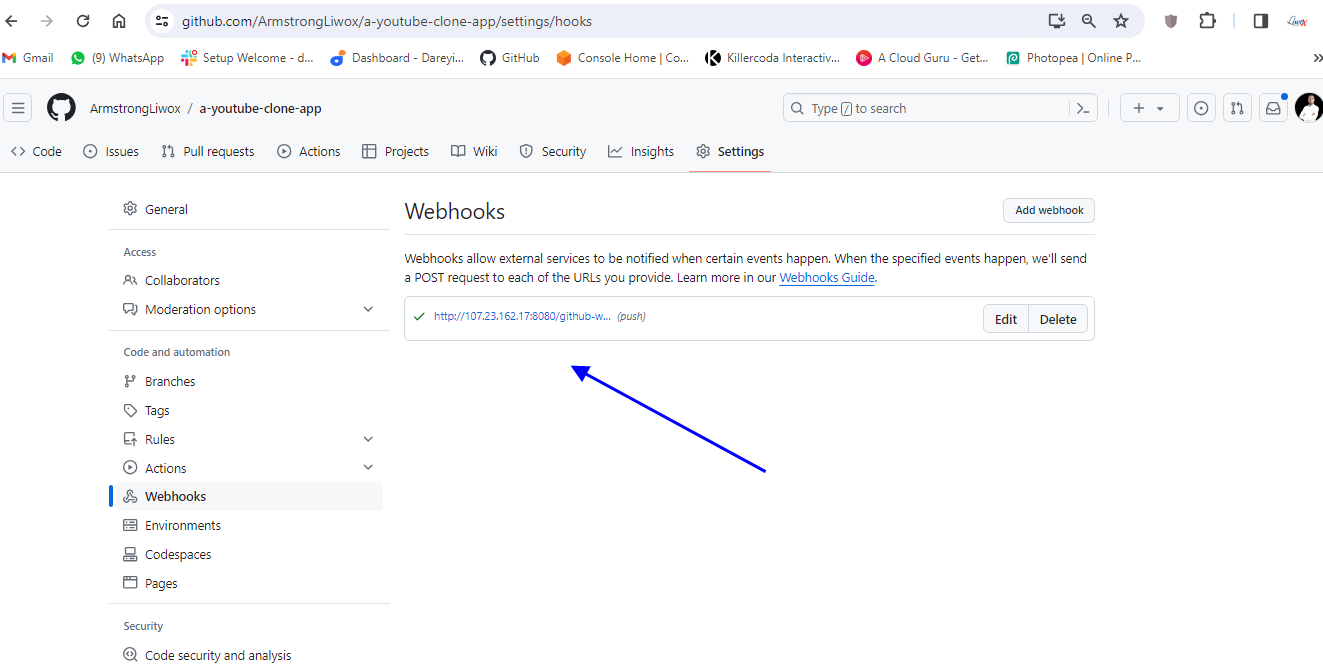 github.com/ArmstrongLiwox/a-youtube-clone-app/settings/hooks
Gmail (9) WhatsApp Setup Welcome - d... Dashboard - Dareyi... GitHub Console Home | Co... Killercoda Interactiv... A Cloud Guru - Get... Photopea | Online P... »
ArmstrongLiwox / a-youtube-clone-app Type / to search
Code Issues Pull requests Actions Projects Wiki Security Insights Settings
General
Access
Collaborators
Moderation options
Code and automation
Branches
Tags
Rules
Actions
Webhooks
Environments
Codespaces
Pages
Security
Code security and analysis
Webhooks
Add webhook
Webhooks allow external services to be notified when certain events happen. When the specified events happen, we'll send
a POST request to each of the URLs you provide. Learn more in our Webhooks Guide.
http://107.23.162.17:8080/github-w... (push) Edit Delete